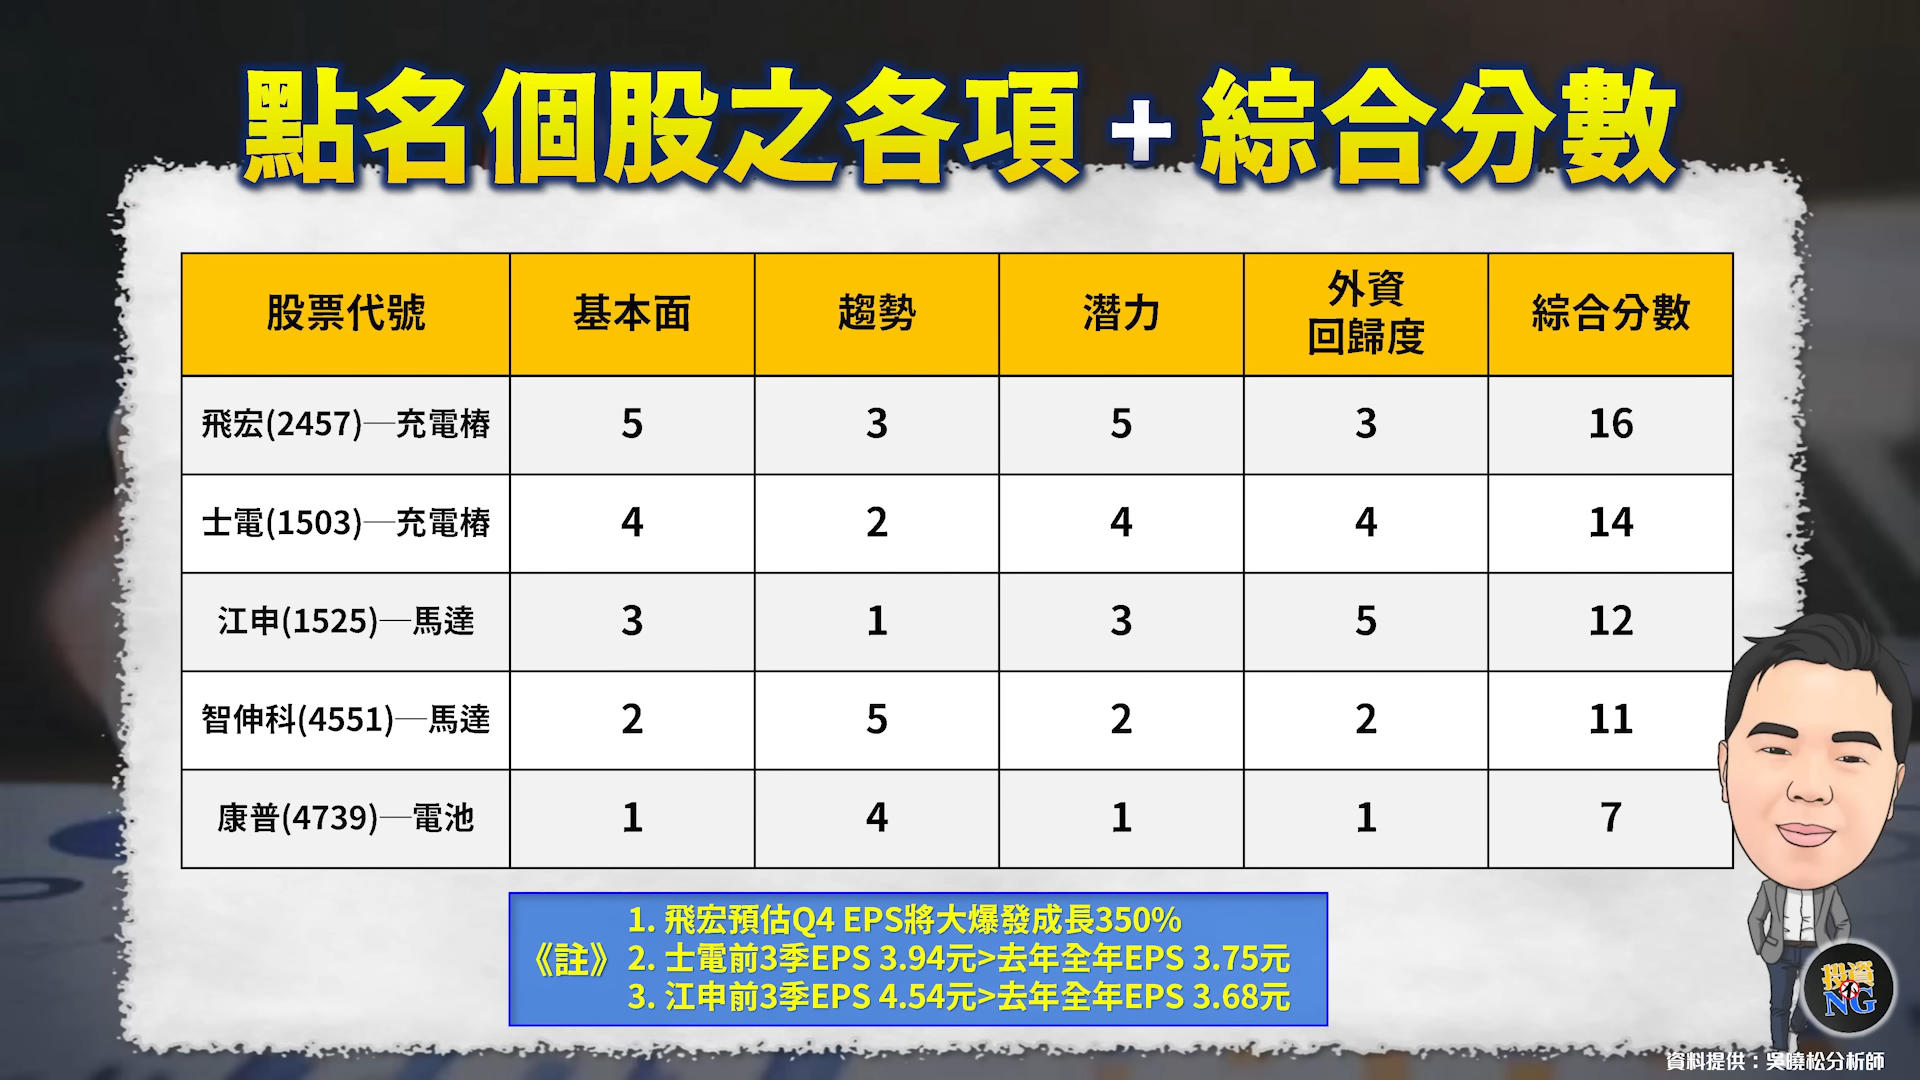 點名個股之各項+綜合分數
股票代號 基本面 趨勢 潛力 外資回歸度 綜合分數
飛宏(2457)─充電樁 5 3 5 3 16
士電(1503)─充電樁 4 2 4 4 14
江申(1525)─馬達 3 1 3 5 12
智伸科(4551)─馬達 2 5 2 2 11
康普(4739)─電池 1 4 1 1 7
《註》
1. 飛宏預估Q4 EPS將大爆發成長350%
2. 士電前3季EPS 3.94元>去年全年EPS 3.75元
3. 江申前3季EPS 4.54元>去年全年EPS 3.68元
投資
NG
資料提供：吳曉松分析師